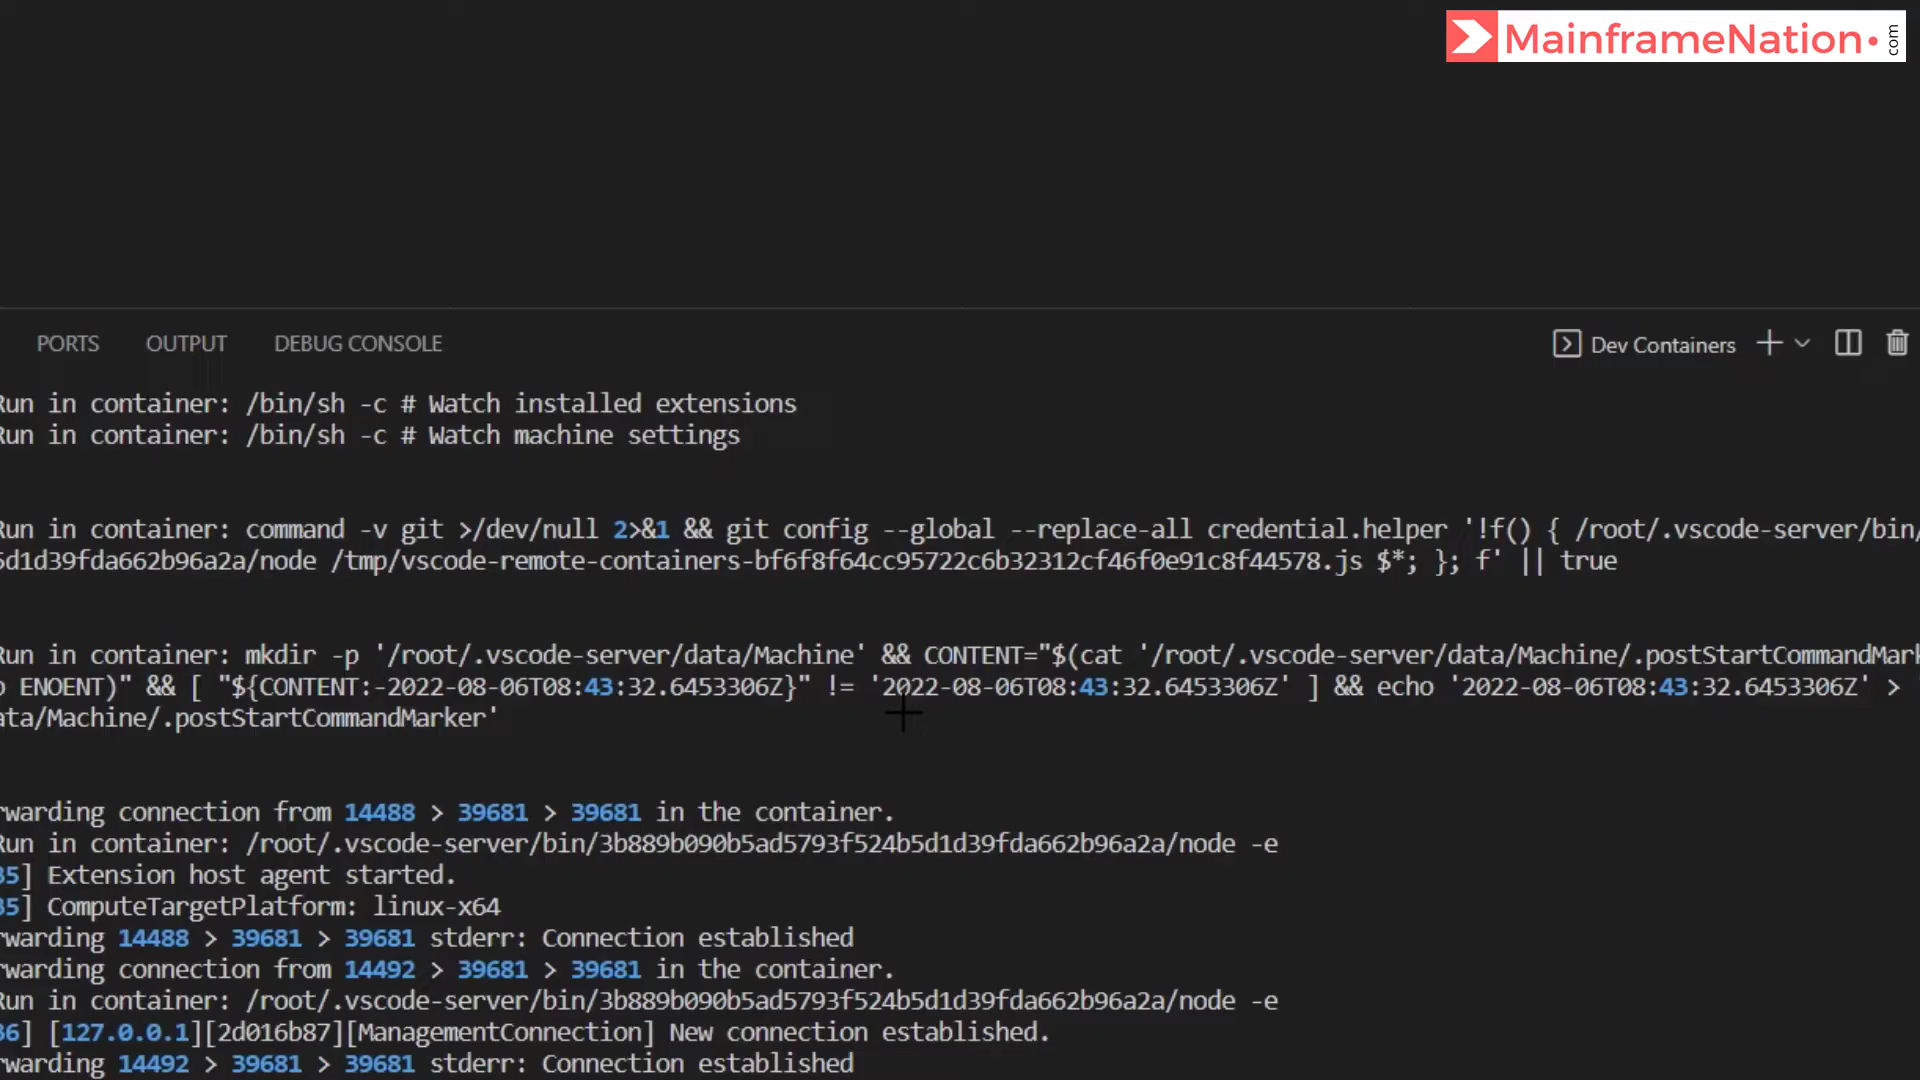 MainframeNation.com
PORTS OUTPUT DEBUG CONSOLE Dev Containers
Run in container: /bin/sh -c # Watch installed extensions
Run in container: /bin/sh -c # Watch machine settings
Run in container: command -v git >/dev/null 2>&1 && git config --global --replace-all credential.helper '!f() { /root/.vscode-server/bin/
5d1d39fda662b96a2a/node /tmp/vscode-remote-containers-bf6f8f64cc95722c6b32312cf46f0e91c8f44578.js $*; }; f' || true
Run in container: mkdir -p '/root/.vscode-server/data/Machine' && CONTENT="$(cat '/root/.vscode-server/data/Machine/.postStartCommandMark
o ENOENT)" && [ "${CONTENT:-2022-08-06T08:43:32.6453306Z}" != '2022-08-06T08:43:32.6453306Z' ] && echo '2022-08-06T08:43:32.6453306Z' >
ata/Machine/.postStartCommandMarker'
rwarding connection from 14488 > 39681 > 39681 in the container.
Run in container: /root/.vscode-server/bin/3b889b090b5ad5793f524b5d1d39fda662b96a2a/node -e
35] Extension host agent started.
35] ComputeTargetPlatform: linux-x64
rwarding 14488 > 39681 > 39681 stderr: Connection established
rwarding connection from 14492 > 39681 > 39681 in the container.
Run in container: /root/.vscode-server/bin/3b889b090b5ad5793f524b5d1d39fda662b96a2a/node -e
36] [127.0.0.1][2d016b87][ManagementConnection] New connection established.
rwarding 14492 > 39681 > 39681 stderr: Connection established